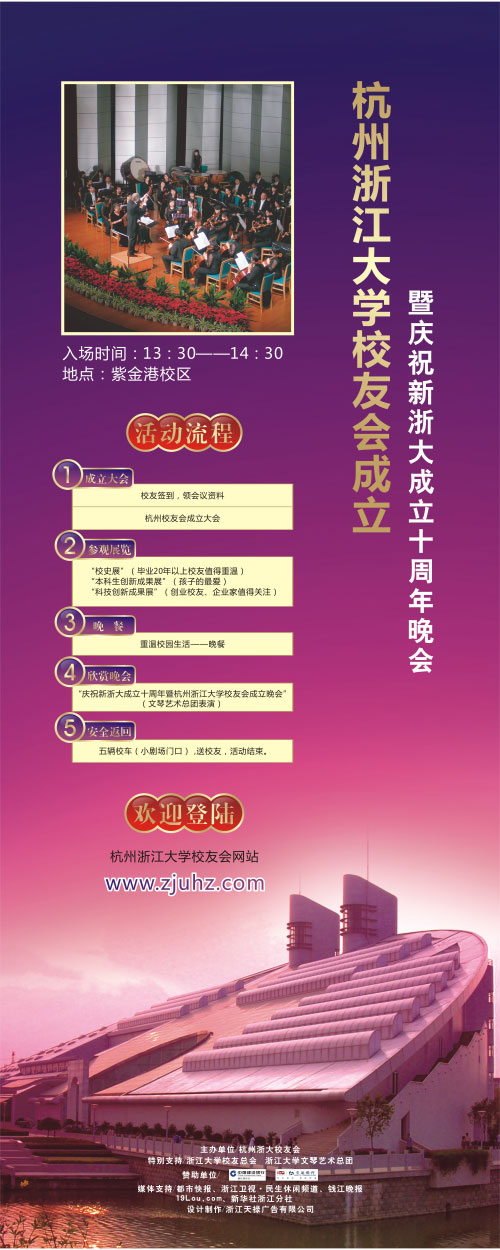 杭州浙江大学校友会成立
暨庆祝新浙大成立十周年晚会
入场时间：13：30——14：30
地点：紫金港校区
活动流程
1 成立大会
校友签到，领会议资料
杭州校友会成立大会
2 参观展览
“校史展”（毕业20年以上校友值得重温）
“本科生创新成果展”（孩子的最爱）
“科技创新成果展”（创业校友、企业家值得关注）
3 晚 餐
重温校园生活——晚餐
4 欣赏晚会
“庆祝新浙大成立十周年暨杭州浙江大学校友会成立晚会”
（文琴艺术总团表演）
5 安全返回
五辆校车（小剧场门口）,送校友，活动结束。
欢迎登陆
杭州浙江大学校友会网站
www.zjuhz.com
主办单位/杭州浙大校友会
特别支持/浙江大学校友总会 浙江大学文琴艺术总团
赞助单位/
媒体支持/都市快报、浙江卫视·民生休闲频道、钱江晚报
19Lou.com、新华社浙江分社
设计制作/浙江天禄广告有限公司